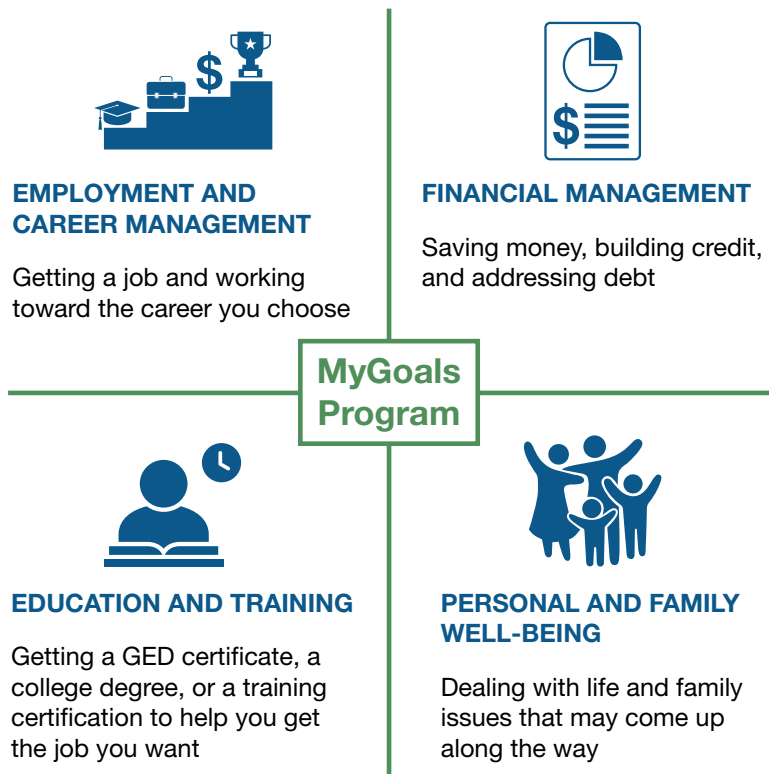 $
$
EMPLOYMENT AND
CAREER MANAGEMENT
Getting a job and working
toward the career you choose
FINANCIAL MANAGEMENT
Saving money, building credit,
and addressing debt
MyGoals
Program
EDUCATION AND TRAINING
Getting a GED certificate, a
college degree, or a training
certification to help you get
the job you want
PERSONAL AND FAMILY
WELL-BEING
Dealing with life and family
issues that may come up
along the way